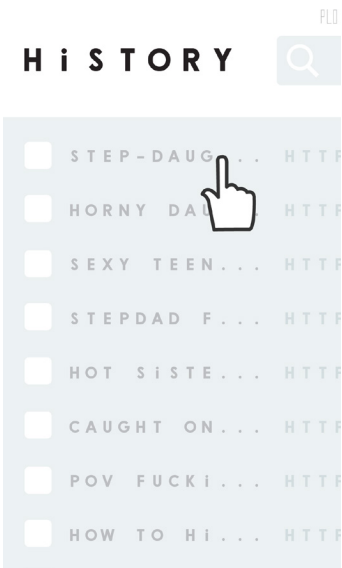 PLO
HiSTORY
STEP-DAUG... HTTP
HORNY DAU... HTTP
SEXY TEEN... HTTP
STEPDAD F... HTTP
HOT SiSTE... HTTP
CAUGHT ON... HTTP
POV FUCKi... HTTP
HOW TO Hi... HTTP